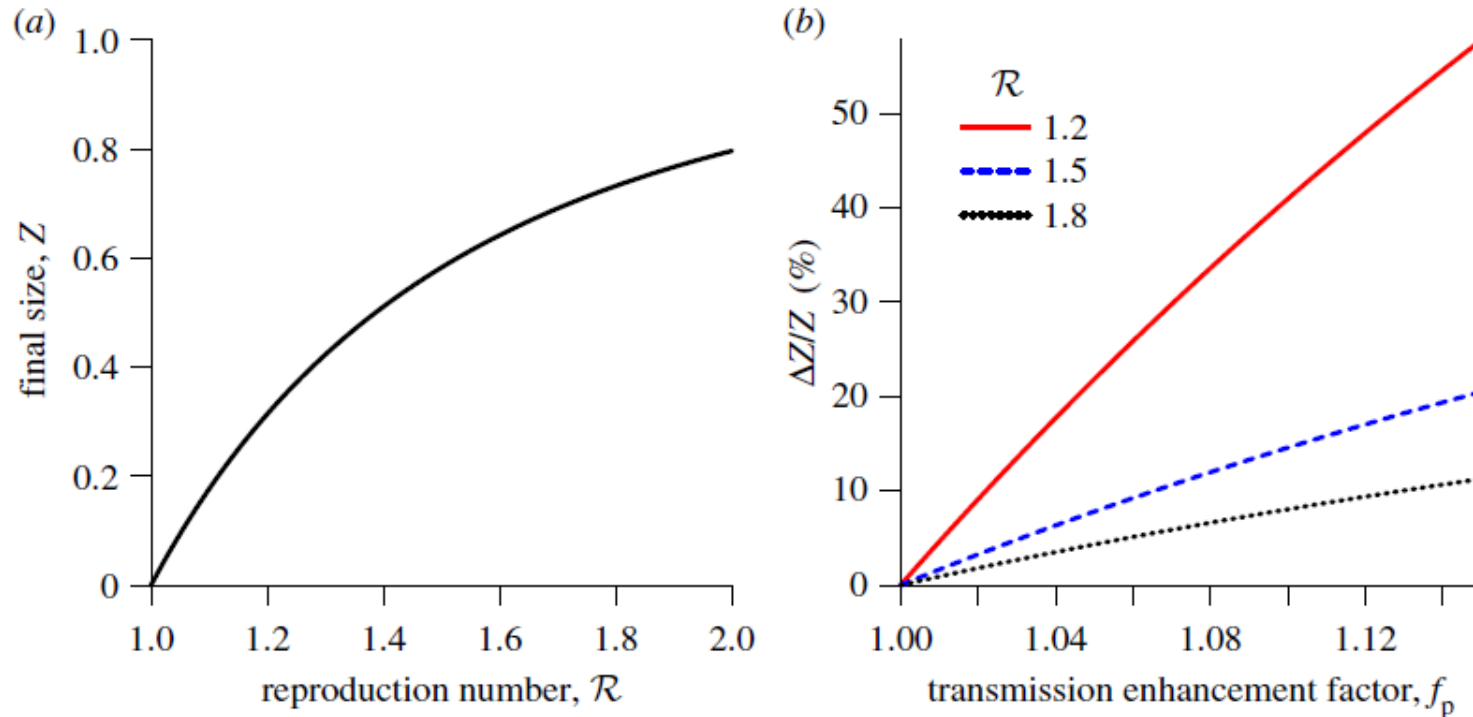 (a)
1.0
0.8
0.6
0.4
0.2
0
final size, Z
1.0 1.2 1.4 1.6 1.8 2.0
reproduction number, ℛ
(b)
ℛ
1.2
1.5
1.8
50
40
30
20
10
0
ΔZ/Z (%)
1.00 1.04 1.08 1.12
transmission enhancement factor, fp